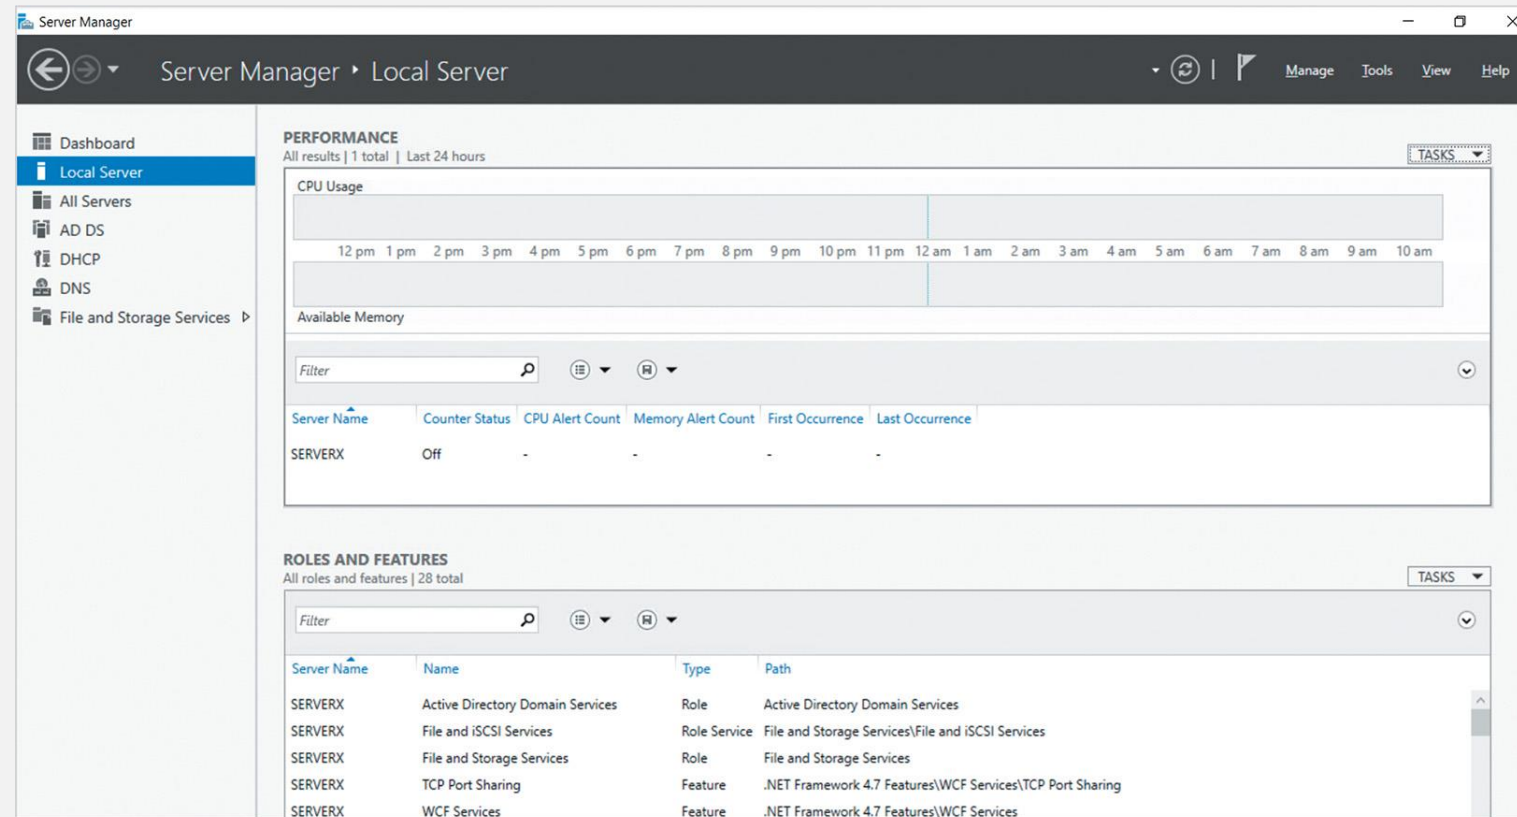 Server Manager
Server Manager ‣ Local Server
Manage Tools View Help
Dashboard
Local Server
All Servers
AD DS
DHCP
DNS
File and Storage Services
PERFORMANCE
All results | 1 total | Last 24 hours
TASKS
CPU Usage
12 pm 1 pm 2 pm 3 pm 4 pm 5 pm 6 pm 7 pm 8 pm 9 pm 10 pm 11 pm 12 am 1 am 2 am 3 am 4 am 5 am 6 am 7 am 8 am 9 am 10 am
Available Memory
Filter
Server Name Counter Status CPU Alert Count Memory Alert Count First Occurrence Last Occurrence
SERVERX Off - - - -
ROLES AND FEATURES
All roles and features | 28 total
TASKS
Filter
Server Name Name Type Path
SERVERX Active Directory Domain Services Role Active Directory Domain Services
SERVERX File and iSCSI Services Role Service File and Storage Services\File and iSCSI Services
SERVERX File and Storage Services Role File and Storage Services
SERVERX TCP Port Sharing Feature .NET Framework 4.7 Features\WCF Services\TCP Port Sharing
SERVERX WCF Services Feature .NET Framework 4.7 Features\WCF Services